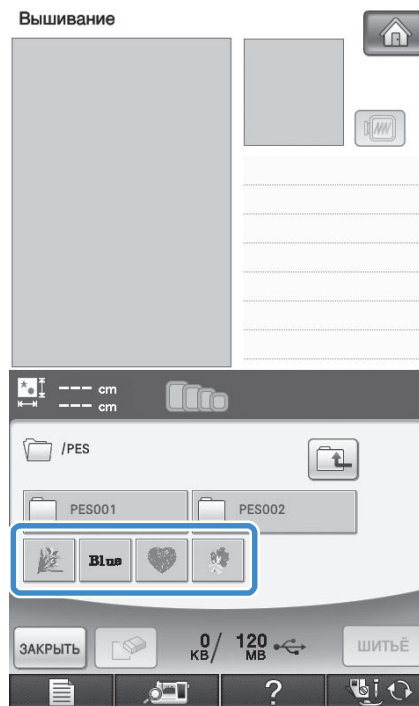 Вышивание
--- cm
--- cm
/PES
PES001 PES002
Blue
ЗАКРЫТЬ 0 KB / 120 MB ШИТЬЁ
?